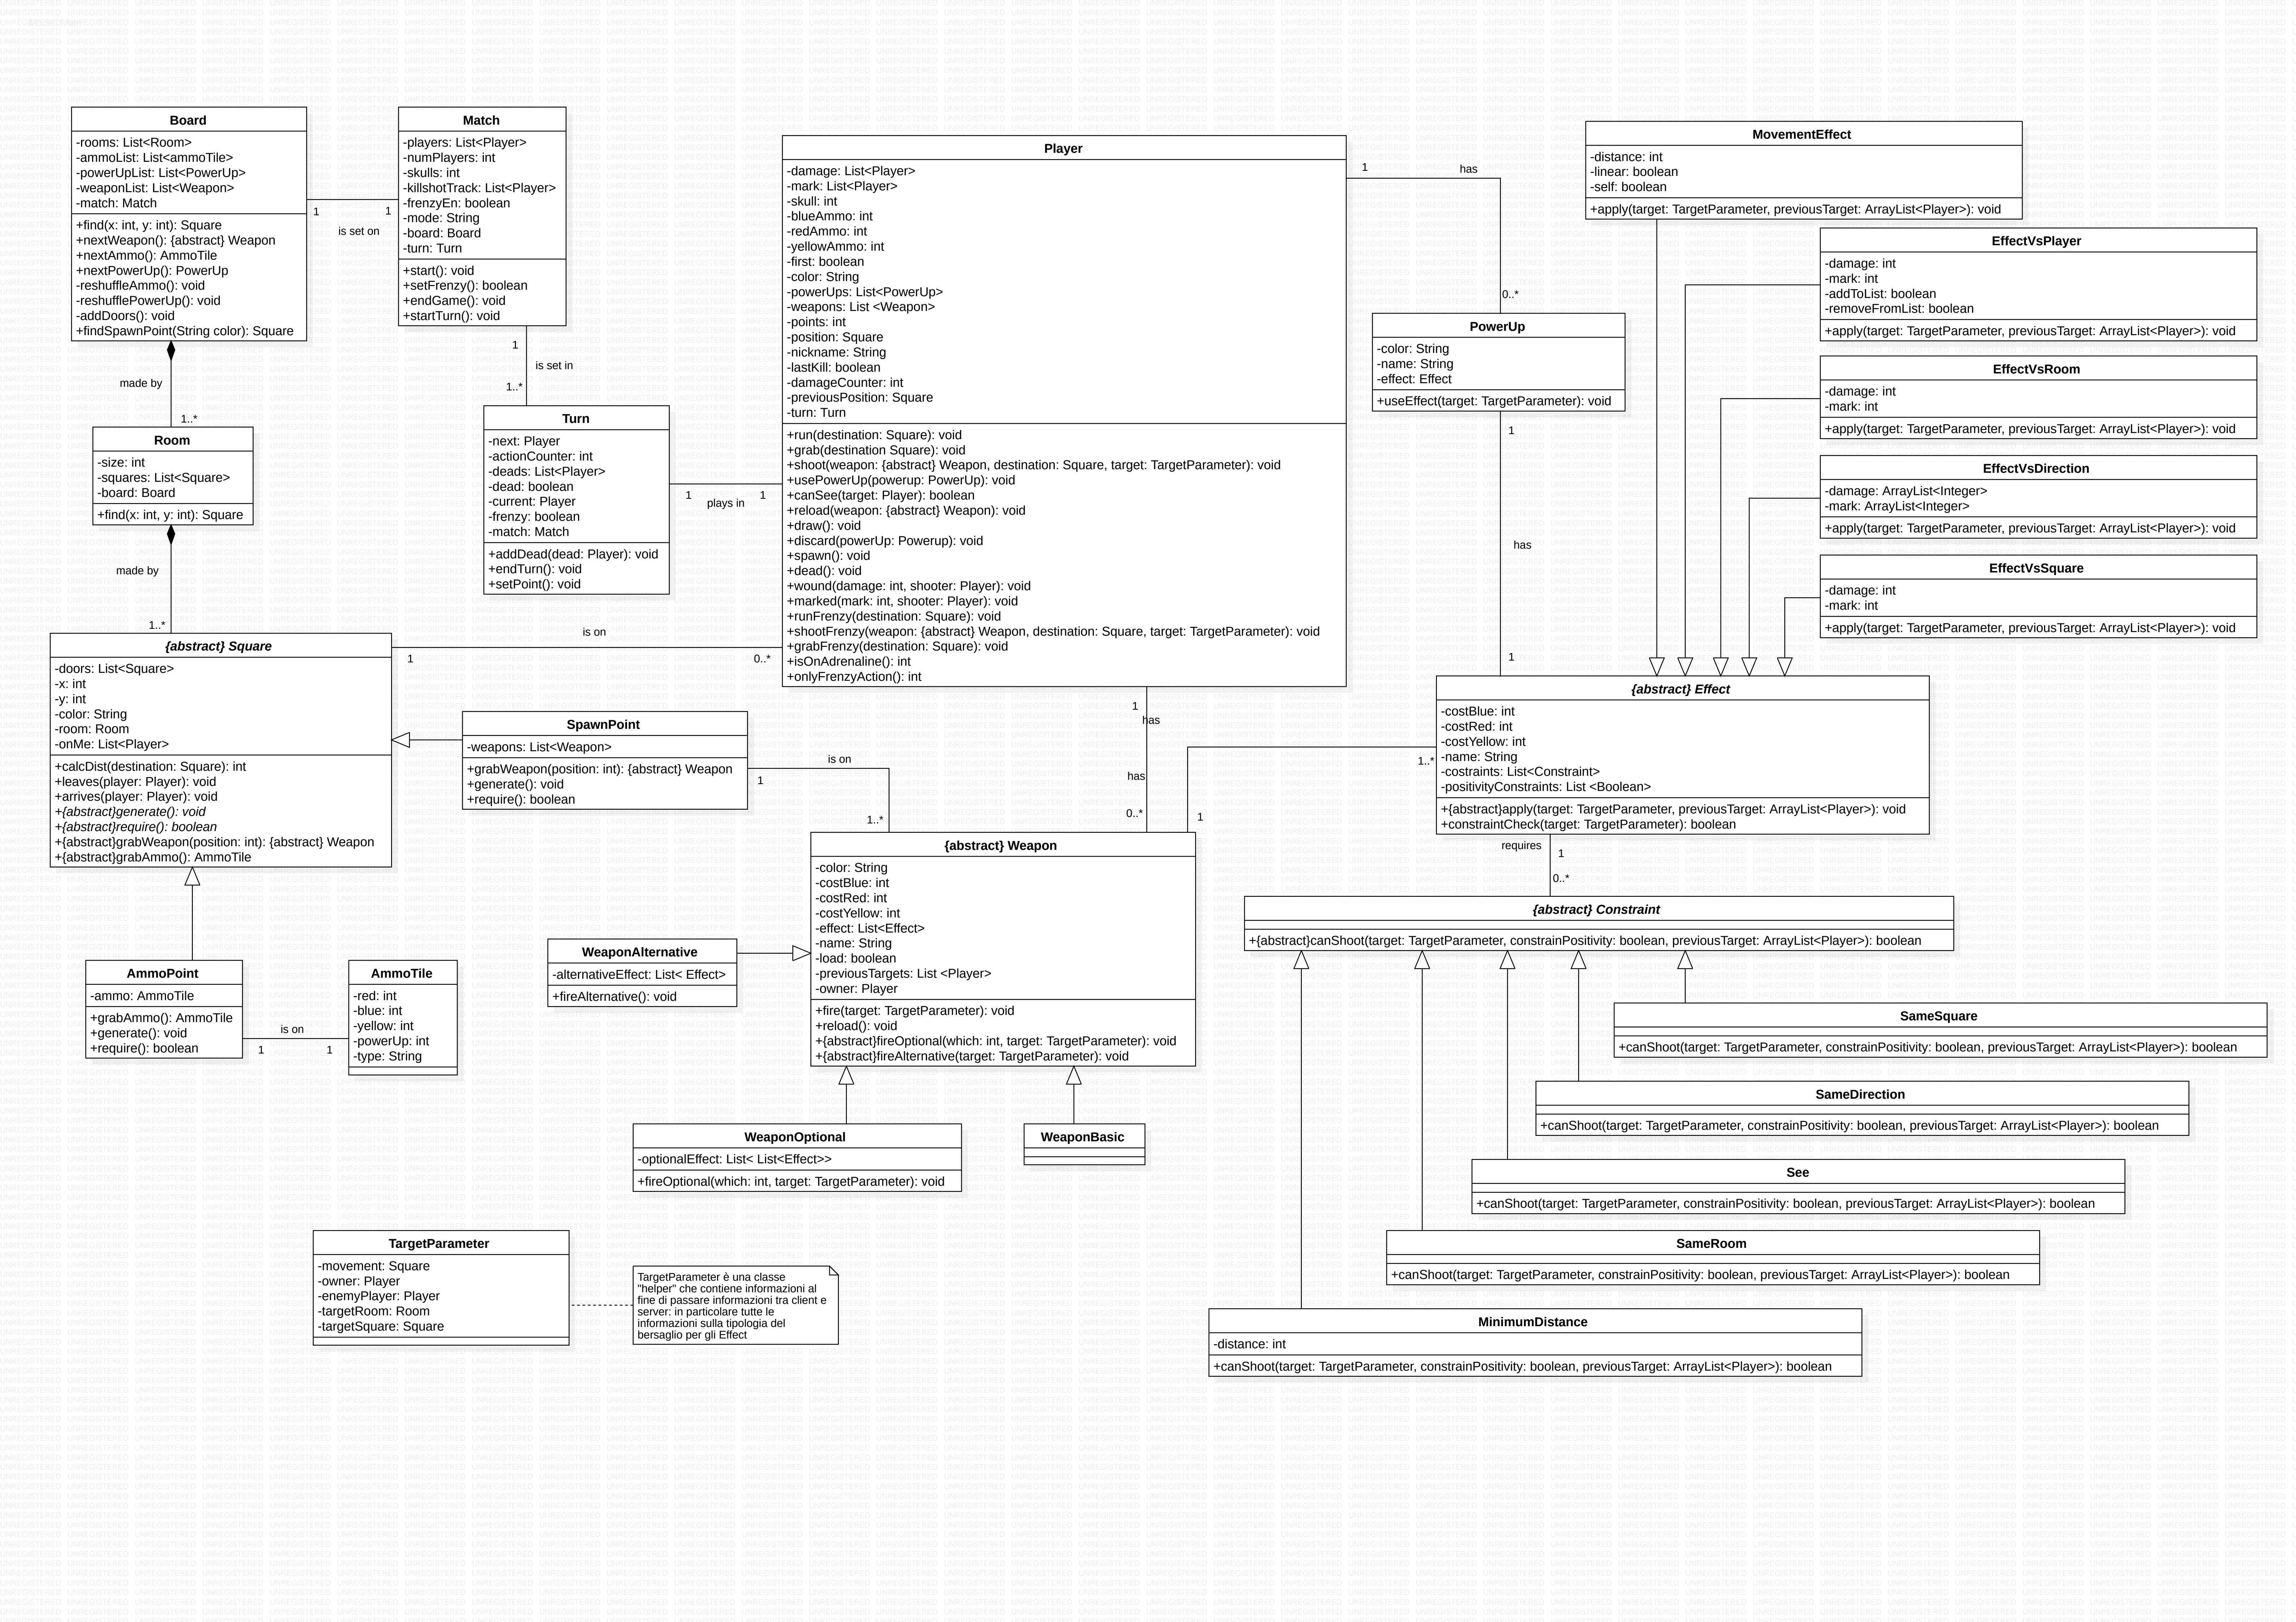 Board
-rooms: List<Room>
-ammoList: List<ammoTile>
-powerUpList: List<PowerUp>
-weaponList: List<Weapon>
-match: Match
+find(x: int, y: int): Square
+nextWeapon(): {abstract} Weapon
+nextAmmo(): AmmoTile
+nextPowerUp(): PowerUp
-reshuffleAmmo(): void
-reshufflePowerUp(): void
-addDoors(): void
+findSpawnPoint(String color): Square
1
1
is set on
Match
-players: List<Player>
-numPlayers: int
-skulls: int
-killshotTrack: List<Player>
-frenzyEn: boolean
-mode: String
-board: Board
-turn: Turn
+start(): void
+setFrenzy(): boolean
+endGame(): void
+startTurn(): void
1
is set in
1..*
made by
1..*
Room
-size: int
-squares: List<Square>
-board: Board
+find(x: int, y: int): Square
made by
1..*
Turn
-next: Player
-actionCounter: int
-deads: List<Player>
-dead: boolean
-current: Player
-frenzy: boolean
-match: Match
+addDead(dead: Player): void
+endTurn(): void
+setPoint(): void
1
plays in
1
Player
-damage: List<Player>
-mark: List<Player>
-skull: int
-blueAmmo: int
-redAmmo: int
-yellowAmmo: int
-first: boolean
-color: String
-powerUps: List<PowerUp>
-weapons: List <Weapon>
-points: int
-position: Square
-nickname: String
-lastKill: boolean
-damageCounter: int
-previousPosition: Square
-turn: Turn
+run(destination: Square): void
+grab(destination Square): void
+shoot(weapon: {abstract} Weapon, destination: Square, target: TargetParameter): void
+usePowerUp(powerup: PowerUp): void
+canSee(target: Player): boolean
+reload(weapon: {abstract} Weapon): void
+draw(): void
+discard(powerUp: Powerup): void
+spawn(): void
+dead(): void
+wound(damage: int, shooter: Player): void
+marked(mark: int, shooter: Player): void
+runFrenzy(destination: Square): void
+shootFrenzy(weapon: {abstract} Weapon, destination: Square, target: TargetParameter): void
+grabFrenzy(destination: Square): void
+isOnAdrenaline(): int
+onlyFrenzyAction(): int
1
has
0..*
PowerUp
-color: String
-name: String
-effect: Effect
+useEffect(target: TargetParameter): void
1
has
1
MovementEffect
-distance: int
-linear: boolean
-self: boolean
+apply(target: TargetParameter, previousTarget: ArrayList<Player>): void
EffectVsPlayer
-damage: int
-mark: int
-addToList: boolean
-removeFromList: boolean
+apply(target: TargetParameter, previousTarget: ArrayList<Player>): void
EffectVsRoom
-damage: int
-mark: int
+apply(target: TargetParameter, previousTarget: ArrayList<Player>): void
EffectVsDirection
-damage: ArrayList<Integer>
-mark: ArrayList<Integer>
+apply(target: TargetParameter, previousTarget: ArrayList<Player>): void
EffectVsSquare
-damage: int
-mark: int
+apply(target: TargetParameter, previousTarget: ArrayList<Player>): void
{abstract} Square
-doors: List<Square>
-x: int
-y: int
-color: String
-room: Room
-onMe: List<Player>
+calcDist(destination: Square): int
+leaves(player: Player): void
+arrives(player: Player): void
+{abstract}generate(): void
+{abstract}require(): boolean
+{abstract}grabWeapon(position: int): {abstract} Weapon
+{abstract}grabAmmo(): AmmoTile
is on
1
0..*
SpawnPoint
-weapons: List<Weapon>
+grabWeapon(position: int): {abstract} Weapon
+generate(): void
+require(): boolean
is on
1
1..*
1
has
has
0..*
1
1..*
{abstract} Effect
-costBlue: int
-costRed: int
-costYellow: int
-name: String
-costraints: List<Constraint>
-positivityConstraints: List <Boolean>
+{abstract}apply(target: TargetParameter, previousTarget: ArrayList<Player>): void
+constraintCheck(target: TargetParameter): boolean
requires
1
0..*
{abstract} Weapon
-color: String
-costBlue: int
-costRed: int
-costYellow: int
-effect: List<Effect>
-name: String
-load: boolean
-previousTargets: List <Player>
-owner: Player
+fire(target: TargetParameter): void
+reload(): void
+{abstract}fireOptional(which: int, target: TargetParameter): void
+{abstract}fireAlternative(target: TargetParameter): void
WeaponAlternative
-alternativeEffect: List< Effect>
+fireAlternative(): void
AmmoPoint
-ammo: AmmoTile
+grabAmmo(): AmmoTile
+generate(): void
+require(): boolean
is on
1
1
AmmoTile
-red: int
-blue: int
-yellow: int
-powerUp: int
-type: String
WeaponOptional
-optionalEffect: List< List<Effect>>
+fireOptional(which: int, target: TargetParameter): void
WeaponBasic
{abstract} Constraint
+{abstract}canShoot(target: TargetParameter, constrainPositivity: boolean, previousTarget: ArrayList<Player>): boolean
SameSquare
+canShoot(target: TargetParameter, constrainPositivity: boolean, previousTarget: ArrayList<Player>): boolean
SameDirection
+canShoot(target: TargetParameter, constrainPositivity: boolean, previousTarget: ArrayList<Player>): boolean
See
+canShoot(target: TargetParameter, constrainPositivity: boolean, previousTarget: ArrayList<Player>): boolean
SameRoom
+canShoot(target: TargetParameter, constrainPositivity: boolean, previousTarget: ArrayList<Player>): boolean
MinimumDistance
-distance: int
+canShoot(target: TargetParameter, constrainPositivity: boolean, previousTarget: ArrayList<Player>): boolean
TargetParameter
-movement: Square
-owner: Player
-enemyPlayer: Player
-targetRoom: Room
-targetSquare: Square
TargetParameter è una classe
"helper" che contiene informazioni al
fine di passare informazioni tra client e
server: in particolare tutte le
informazioni sulla tipologia del
bersaglio per gli Effect